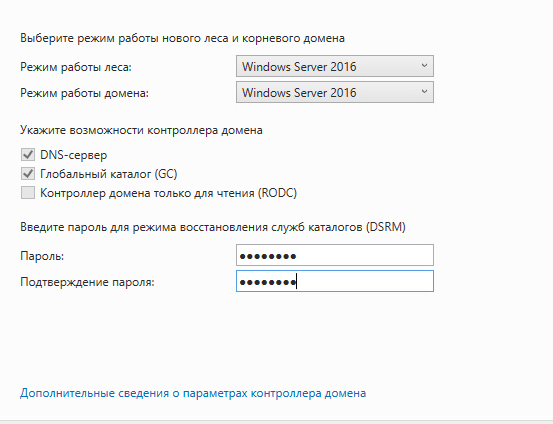 Выберите режим работы нового леса и корневого домена
Режим работы леса: Windows Server 2016
Режим работы домена: Windows Server 2016
Укажите возможности контроллера домена
DNS-сервер
Глобальный каталог (GC)
Контроллер домена только для чтения (RODC)
Введите пароль для режима восстановления служб каталогов (DSRM)
Пароль: ●●●●●●●●
Подтверждение пароля: ●●●●●●●●
Дополнительные сведения о параметрах контроллера домена